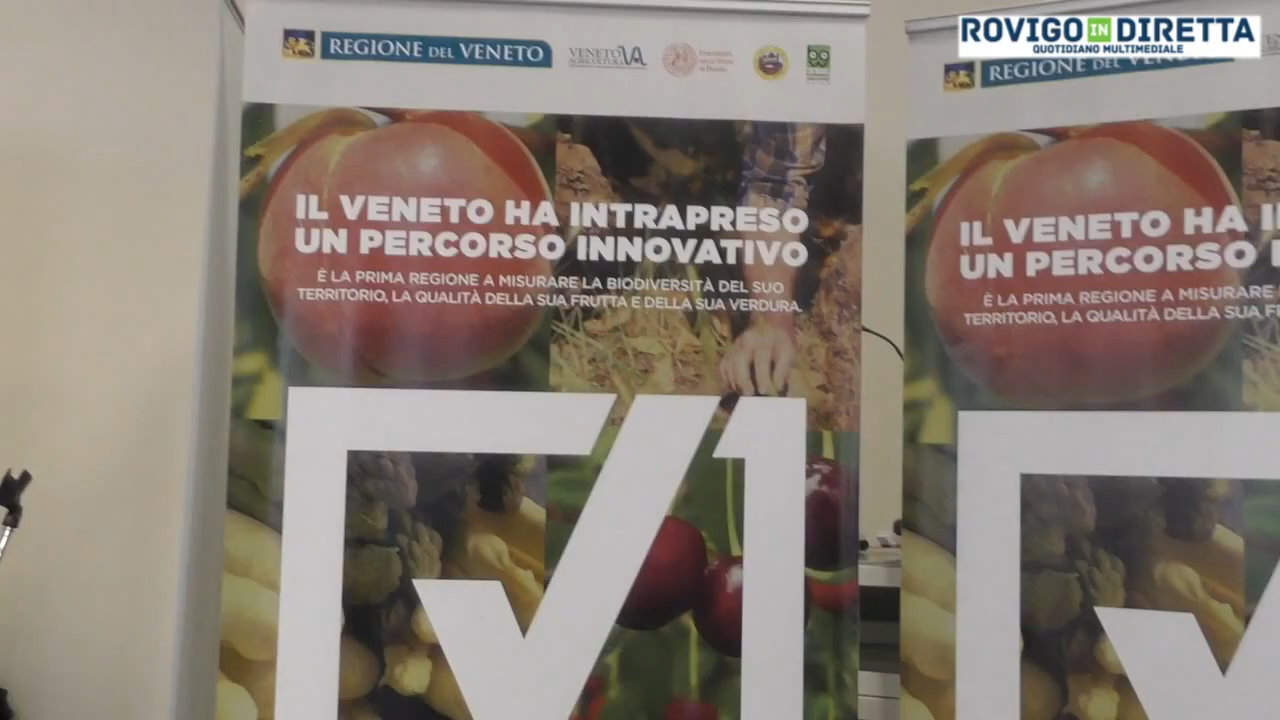 ROVIGO IN DIRETTA
QUOTIDIANO MULTIMEDIALE
REGIONE DEL VENETO
VENETO
AGRICOLTURA
IL VENETO HA INTRAPRESO
UN PERCORSO INNOVATIVO
È LA PRIMA REGIONE A MISURARE LA BIODIVERSITÀ DEL SUO
TERRITORIO, LA QUALITÀ DELLA SUA FRUTTA E DELLA SUA VERDURA.
REGIONE DEL
IL VENETO HA
UN PERCORSO
È LA PRIMA REGIONE A MISURARE
TERRITORIO, LA QUALITÀ DELLA SUA